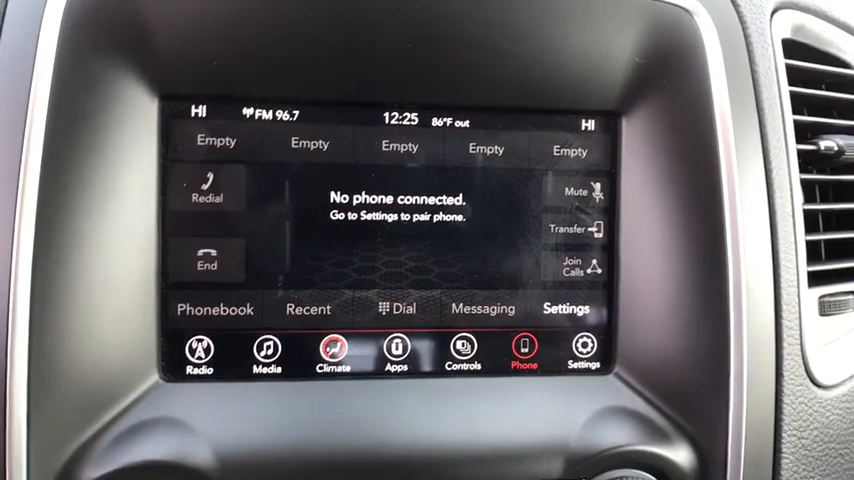 HI FM 96.7 12:25 86°F out HI
Empty Empty Empty Empty Empty
Redial
No phone connected.
Go to Settings to pair phone.
Mute
Transfer
End
Join
Calls
Phonebook Recent Dial Messaging Settings
Radio Media Climate Apps Controls Phone Settings